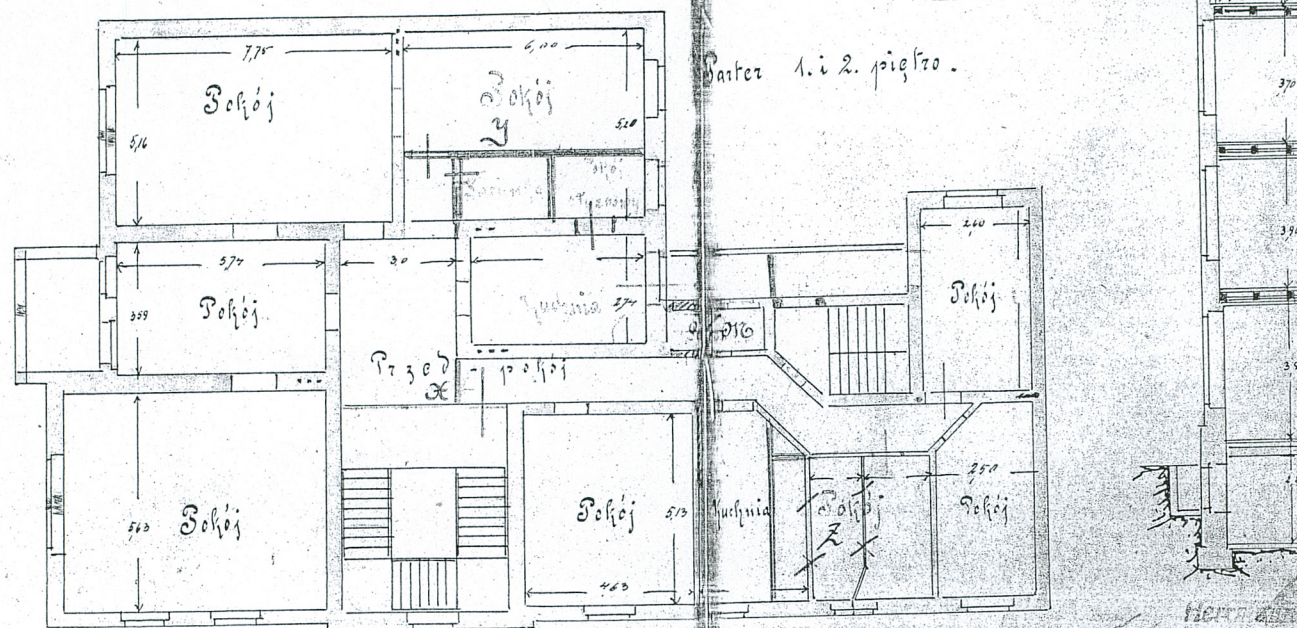 Parter 1. i 2. piętro.
7,75
6,00
Pokój
Pokój
Y
5,16
5,20
5,74
3,0
2,60
Pokój
Pokój
3,59
2,74
Kuchnia
Przed - pokój
X
Pokój
5,63
Pokój
5,13
4,63
Kuchnia
Pokój
Z
2,50
Pokój
370